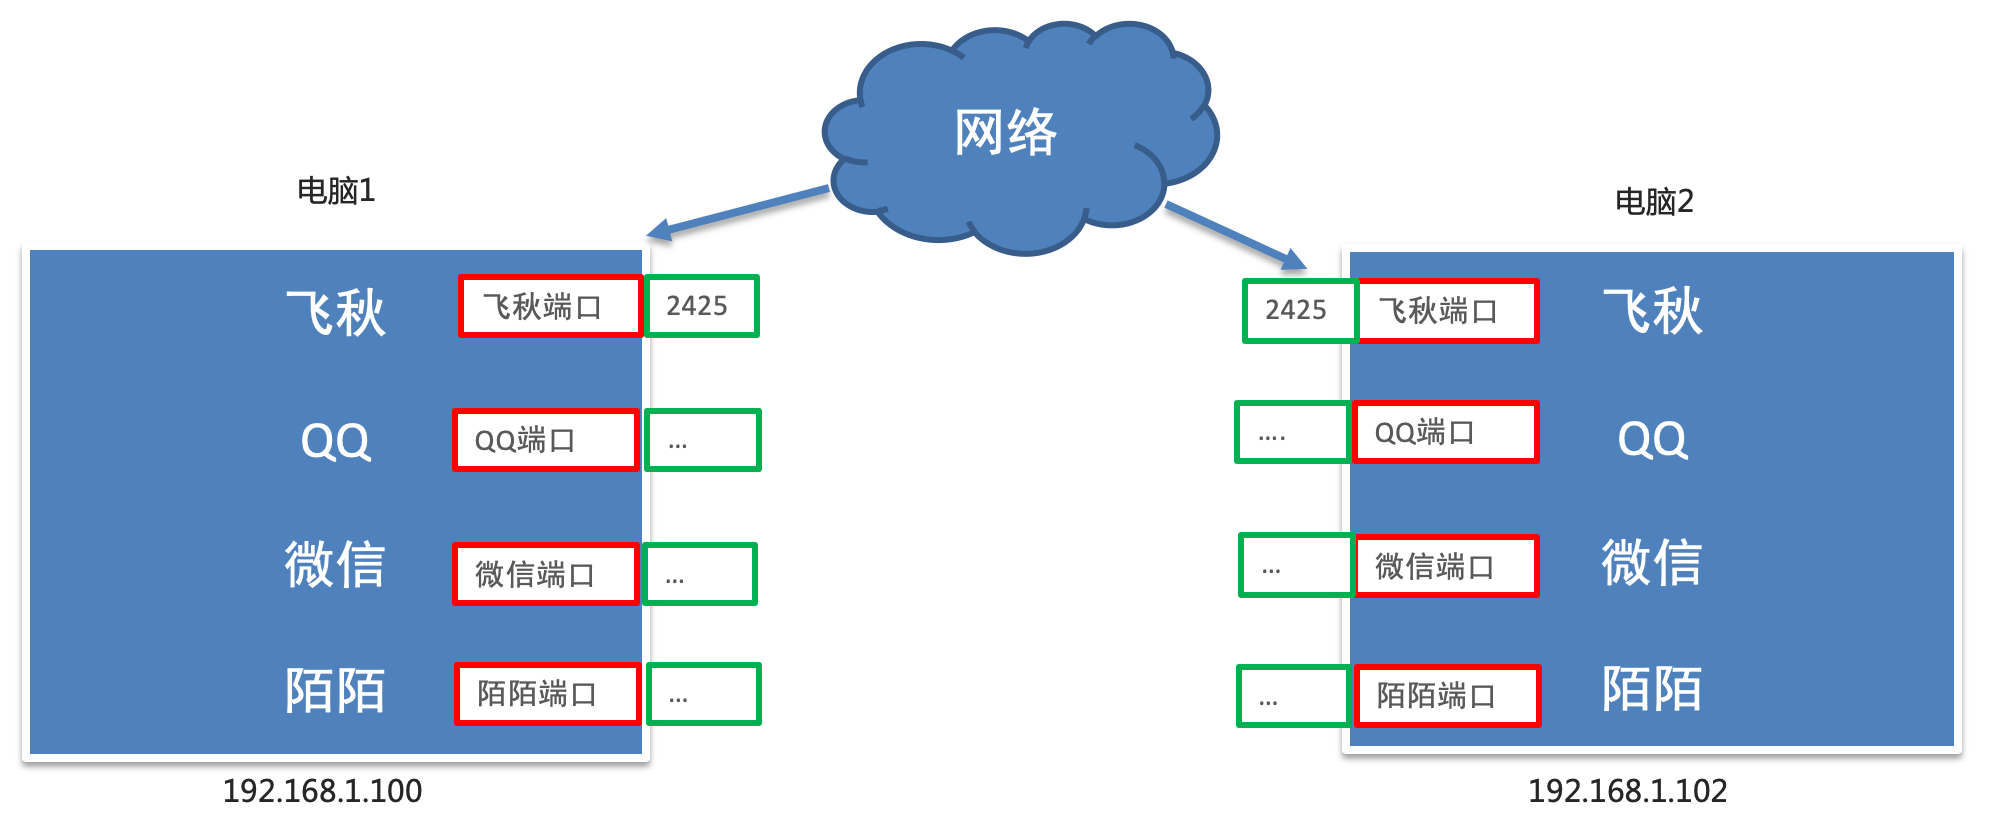 网络
电脑1
飞秋 飞秋端口 2425
QQ QQ端口 ...
微信 微信端口 ...
陌陌 陌陌端口 ...
192.168.1.100
电脑2
2425 飞秋端口 飞秋
.... QQ端口 QQ
... 微信端口 微信
... 陌陌端口 陌陌
192.168.1.102